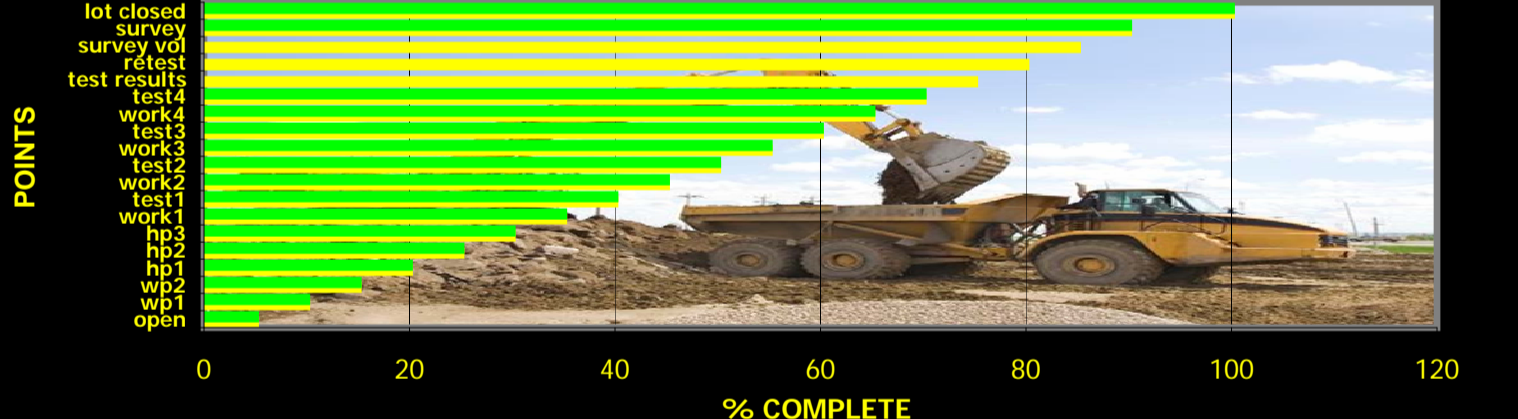 lot closed
survey
survey vol
retest
test results
test4
work4
test3
work3
test2
work2
test1
work1
hp3
hp2
hp1
wp2
wp1
open
POINTS
0 20 40 60 80 100 120
% COMPLETE